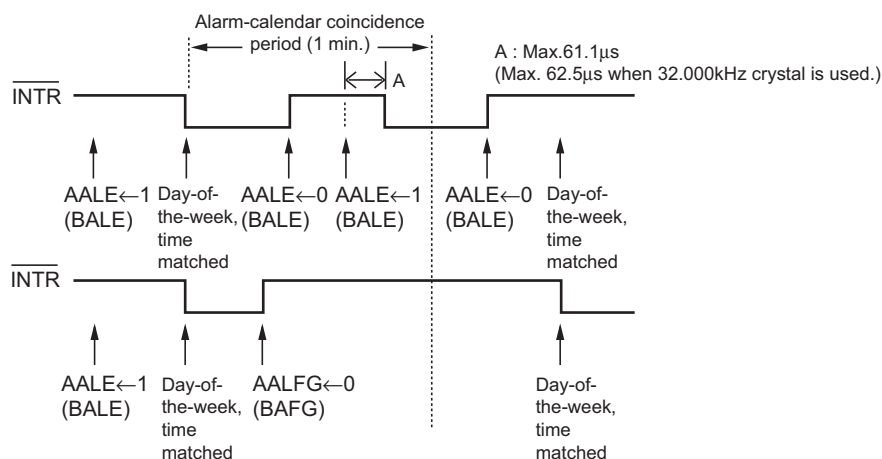 Alarm-calendar coincidence
period (1 min.)
A : Max.61.1μs
(Max. 62.5μs when 32.000kHz crystal is used.)
A
INTR
AALE←1
(BALE)
Day-of-
the-week,
time
matched
AALE←0
(BALE)
AALE←1
(BALE)
AALE←0
(BALE)
Day-of-
the-week,
time
matched
INTR
AALE←1
(BALE)
Day-of-
the-week,
time
matched
AALFG←0
(BAFG)
Day-of-
the-week,
time
matched